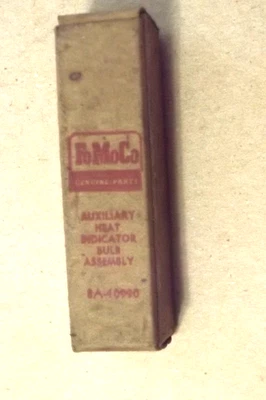 FoMoCo
GENUINE PARTS
AUXILIARY
HEAT
INDICATOR
BULB
ASSEMBLY
8A-10990